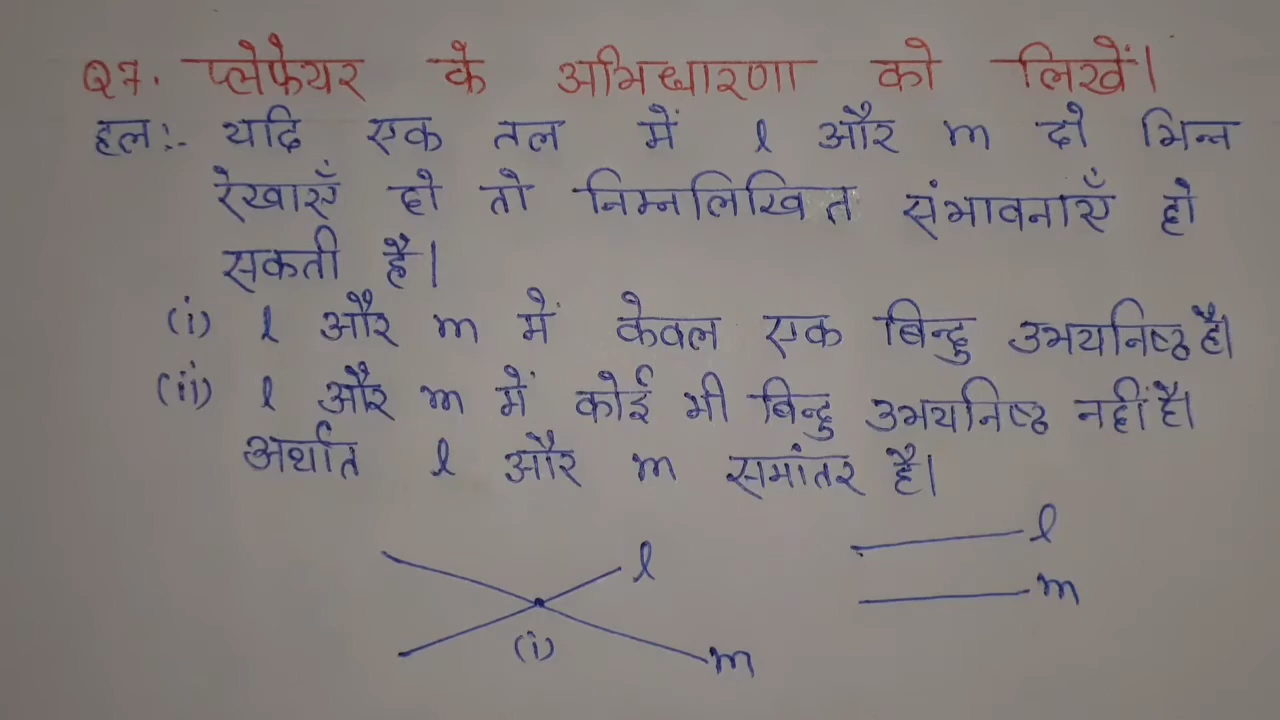 Q7. प्लेफेयर के अभिधारणा को लिखें।
हल:- यदि एक तल में l और m दो भिन्न
रेखाएँ हो तो निम्नलिखित संभावनाएँ हो
सकती है।
(i) l और m में केवल एक बिन्दु उभयनिष्ठ है।
(ii) l और m में कोई भी बिन्दु उभयनिष्ठ नहीं है।
अर्थात l और m समांतर है।
l
l
m
(i)
m